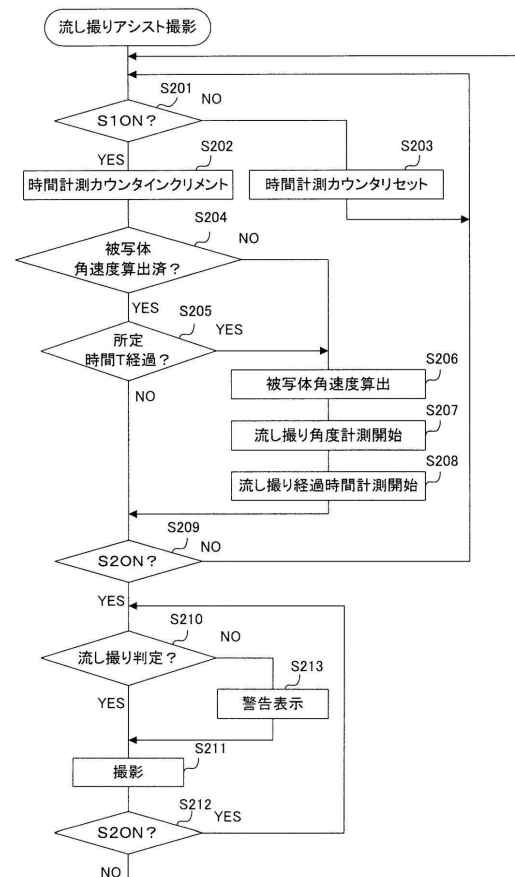 流し撮りアシスト撮影
S201
S1ON?
NO
YES
S202
時間計測カウンタインクリメント
S203
時間計測カウンタリセット
S204
被写体
角速度算出済?
NO
YES
S205
所定
時間T経過?
YES
NO
S206
被写体角速度算出
S207
流し撮り角度計測開始
S208
流し撮り経過時間計測開始
S209
S2ON?
NO
YES
S210
流し撮り判定?
NO
YES
S213
警告表示
S211
撮影
S212
S2ON?
YES
NO